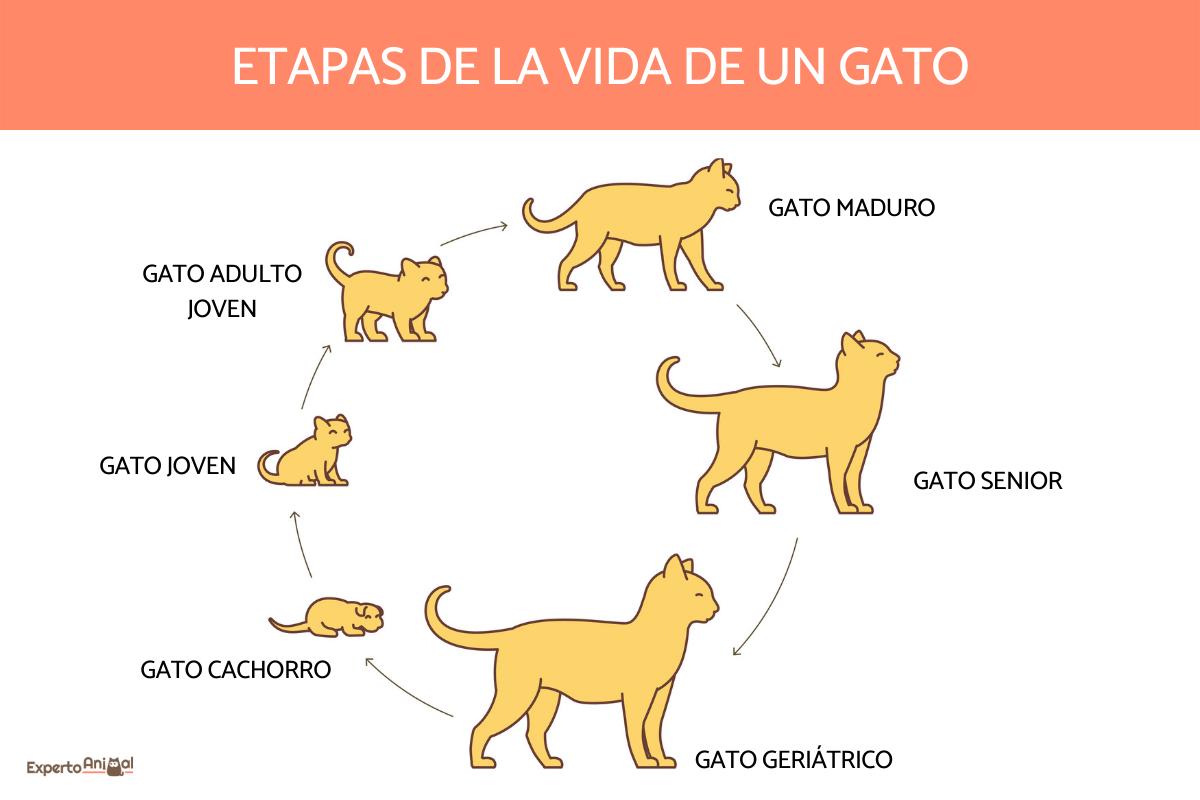 ETAPAS DE LA VIDA DE UN GATO
GATO MADURO
GATO ADULTO
JOVEN
GATO JOVEN
GATO SENIOR
GATO CACHORRO
GATO GERIÁTRICO
ExpertoAnimal